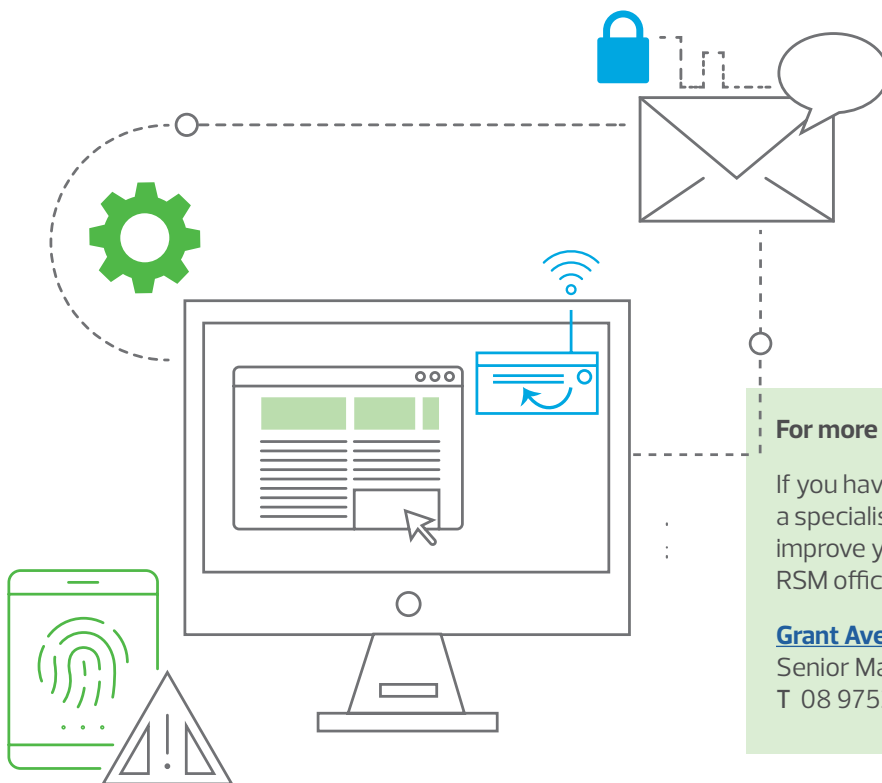 For more
If you hav
a specialis
improve y
RSM offic
Grant Ave
Senior Ma
T 08 975